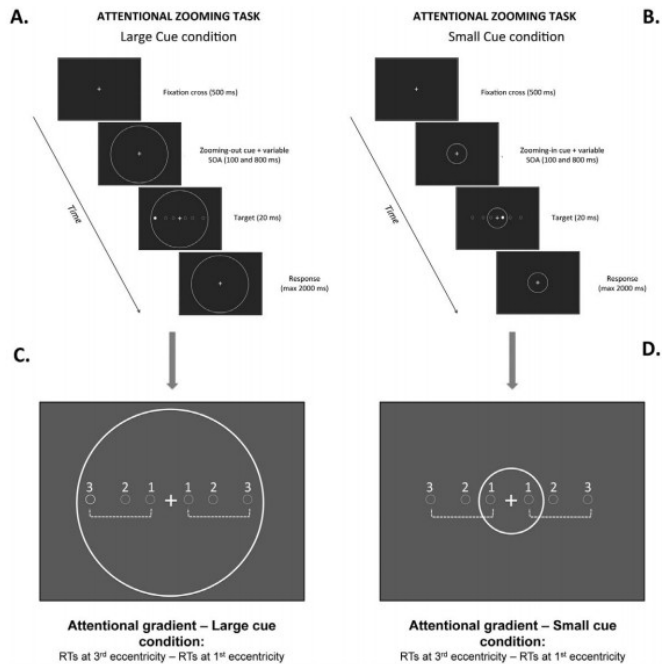 A.
ATTENTIONAL ZOOMING TASK
Large Cue condition
Fixation cross (500 ms)
Zooming-out cue + variable
SOA (100 and 800 ms)
Target (20 ms)
Response
(max 2000 ms)
Time
B.
ATTENTIONAL ZOOMING TASK
Small Cue condition
Fixation cross (500 ms)
Zooming-in cue + variable
SOA (100 and 800 ms)
Target (20 ms)
Response
(max 2000 ms)
Time
C.
3 2 1 1 2 3
Attentional gradient – Large cue
condition:
RTs at 3rd eccentricity – RTs at 1st eccentricity
D.
3 2 1 1 2 3
Attentional gradient – Small cue
condition:
RTs at 3rd eccentricity – RTs at 1st eccentricity